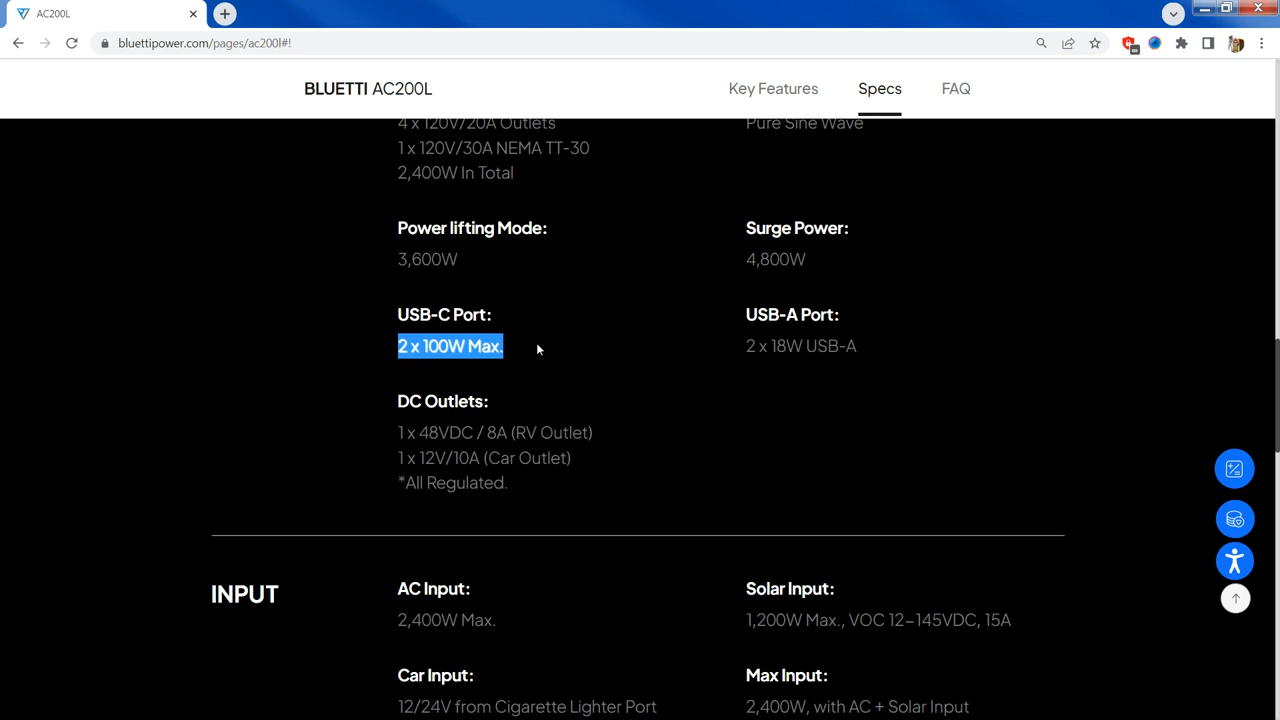 AC200L
bluettipower.com/pages/ac200l#!
BLUETTI AC200L
Key Features
Specs
FAQ
4 x 120V/20A Outlets
1 x 120V/30A NEMA TT-30
2,400W In Total
Pure Sine Wave
Power lifting Mode:
3,600W
Surge Power:
4,800W
USB-C Port:
2 x 100W Max.
USB-A Port:
2 x 18W USB-A
DC Outlets:
1 x 48VDC / 8A (RV Outlet)
1 x 12V/10A (Car Outlet)
*All Regulated.
INPUT
AC Input:
2,400W Max.
Solar Input:
1,200W Max., VOC 12–145VDC, 15A
Car Input:
12/24V from Cigarette Lighter Port
Max Input:
2,400W, with AC + Solar Input